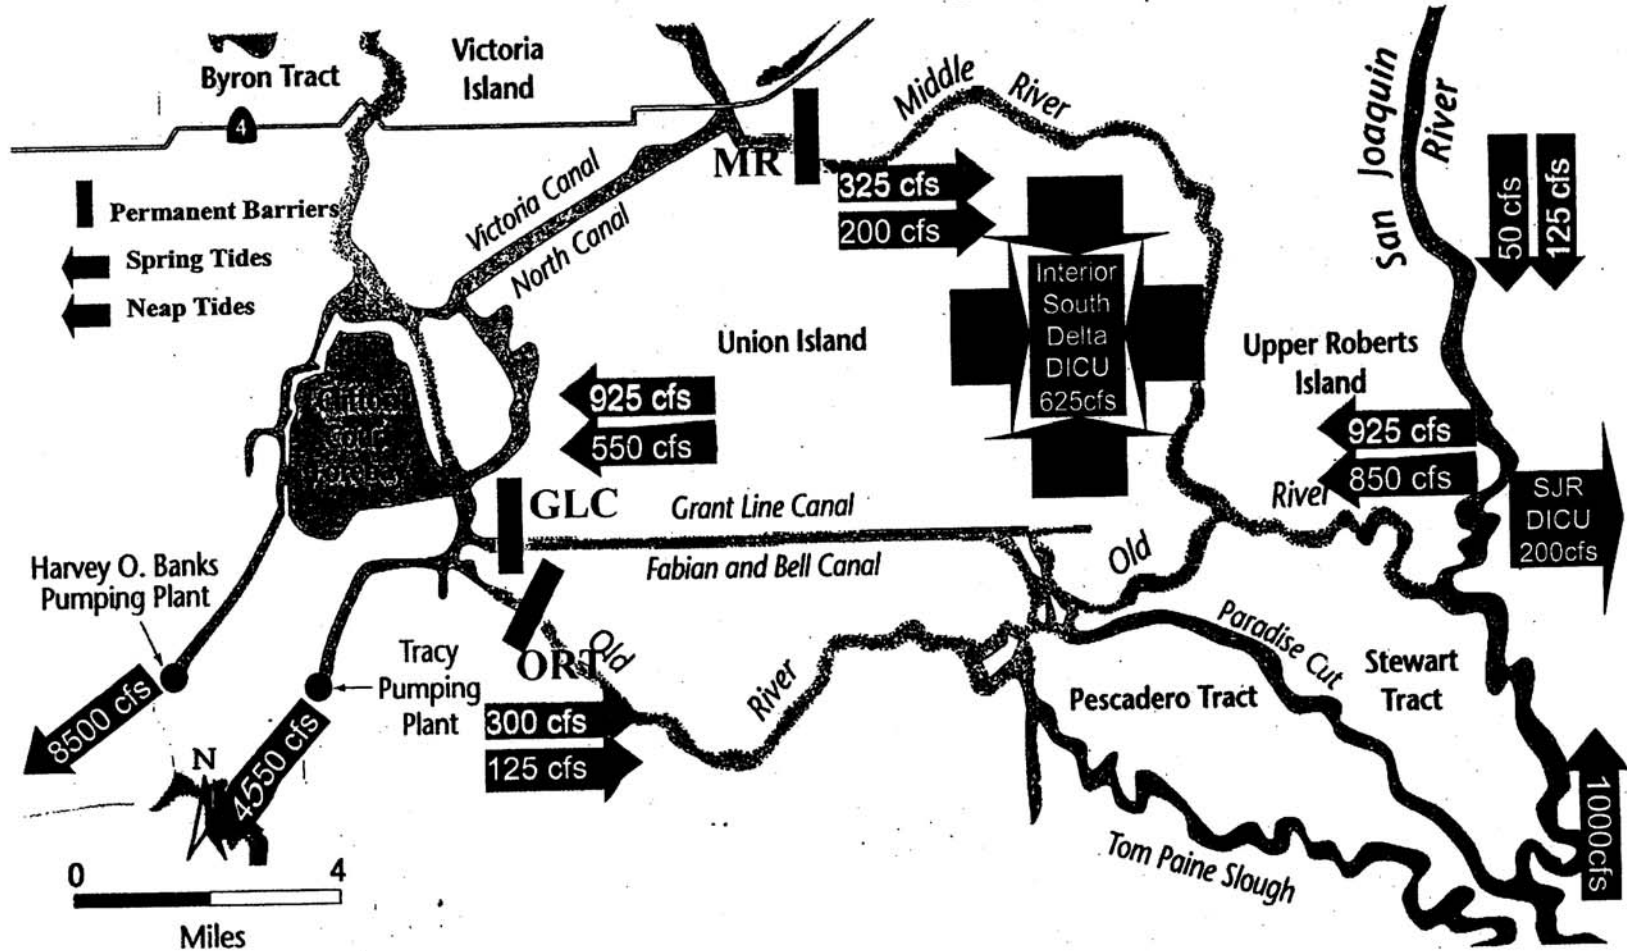 Byron Tract
Victoria
Island
4
Middle
River
San Joaquin
River
MR
325 cfs
200 cfs
50 cfs
125 cfs
Permanent Barriers
Spring Tides
Neap Tides
Victoria Canal
North Canal
Interior
South
Delta
DICU
625cfs
Union Island
Upper Roberts
Island
925 cfs
550 cfs
925 cfs
850 cfs
GLC
Grant Line Canal
Fabian and Bell Canal
Old
River
SJR
DICU
200cfs
Harvey O. Banks
Pumping Plant
8500 cfs
Tracy
Pumping
Plant
4550 cfs
ORT
Old
River
300 cfs
125 cfs
Paradise Cut
Stewart
Tract
Pescadero Tract
Tom Paine Slough
1000cfs
N
0
4
Miles